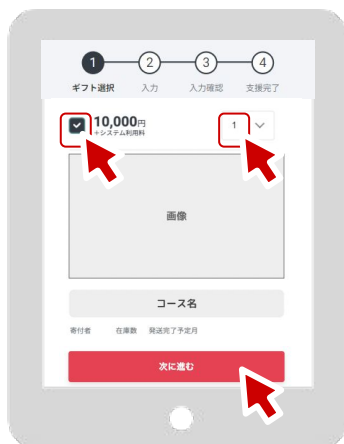 1 2 3 4
ギフト選択 入力 入力確認 支援完了
10,000円 1
+システム利用料
画像
コース名
寄付者 在庫数 発送完了予定月
次に進む